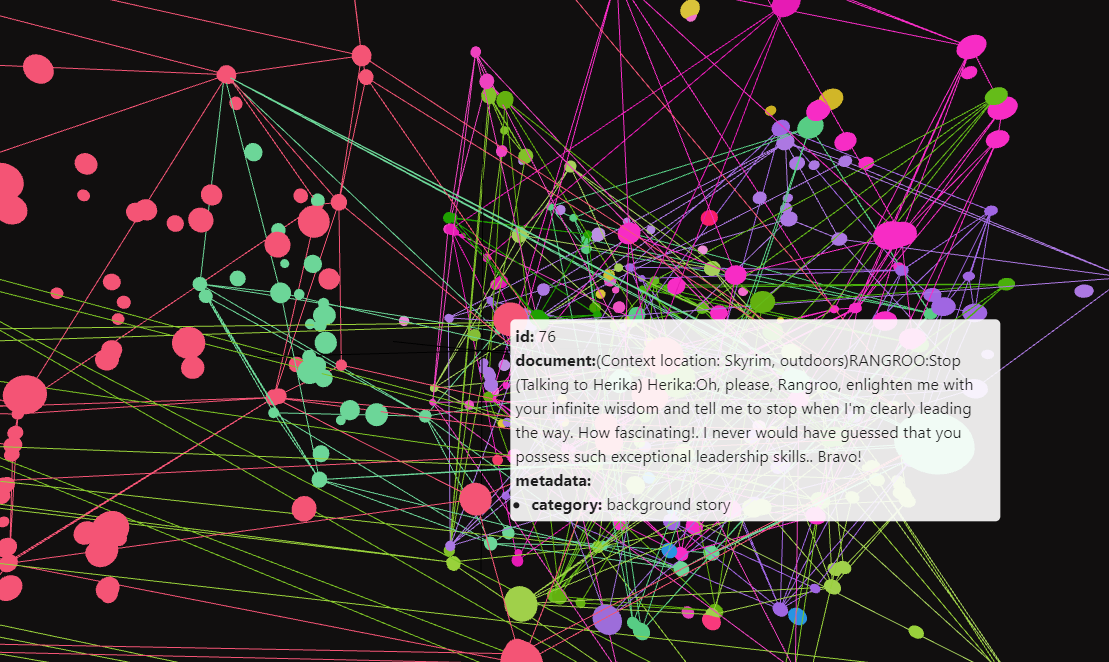 id: 76
document:(Context location: Skyrim, outdoors)RANGROO:Stop
(Talking to Herika) Herika:Oh, please, Rangroo, enlighten me with
your infinite wisdom and tell me to stop when I'm clearly leading
the way. How fascinating!. I never would have guessed that you
possess such exceptional leadership skills.. Bravo!
metadata:
• category: background story